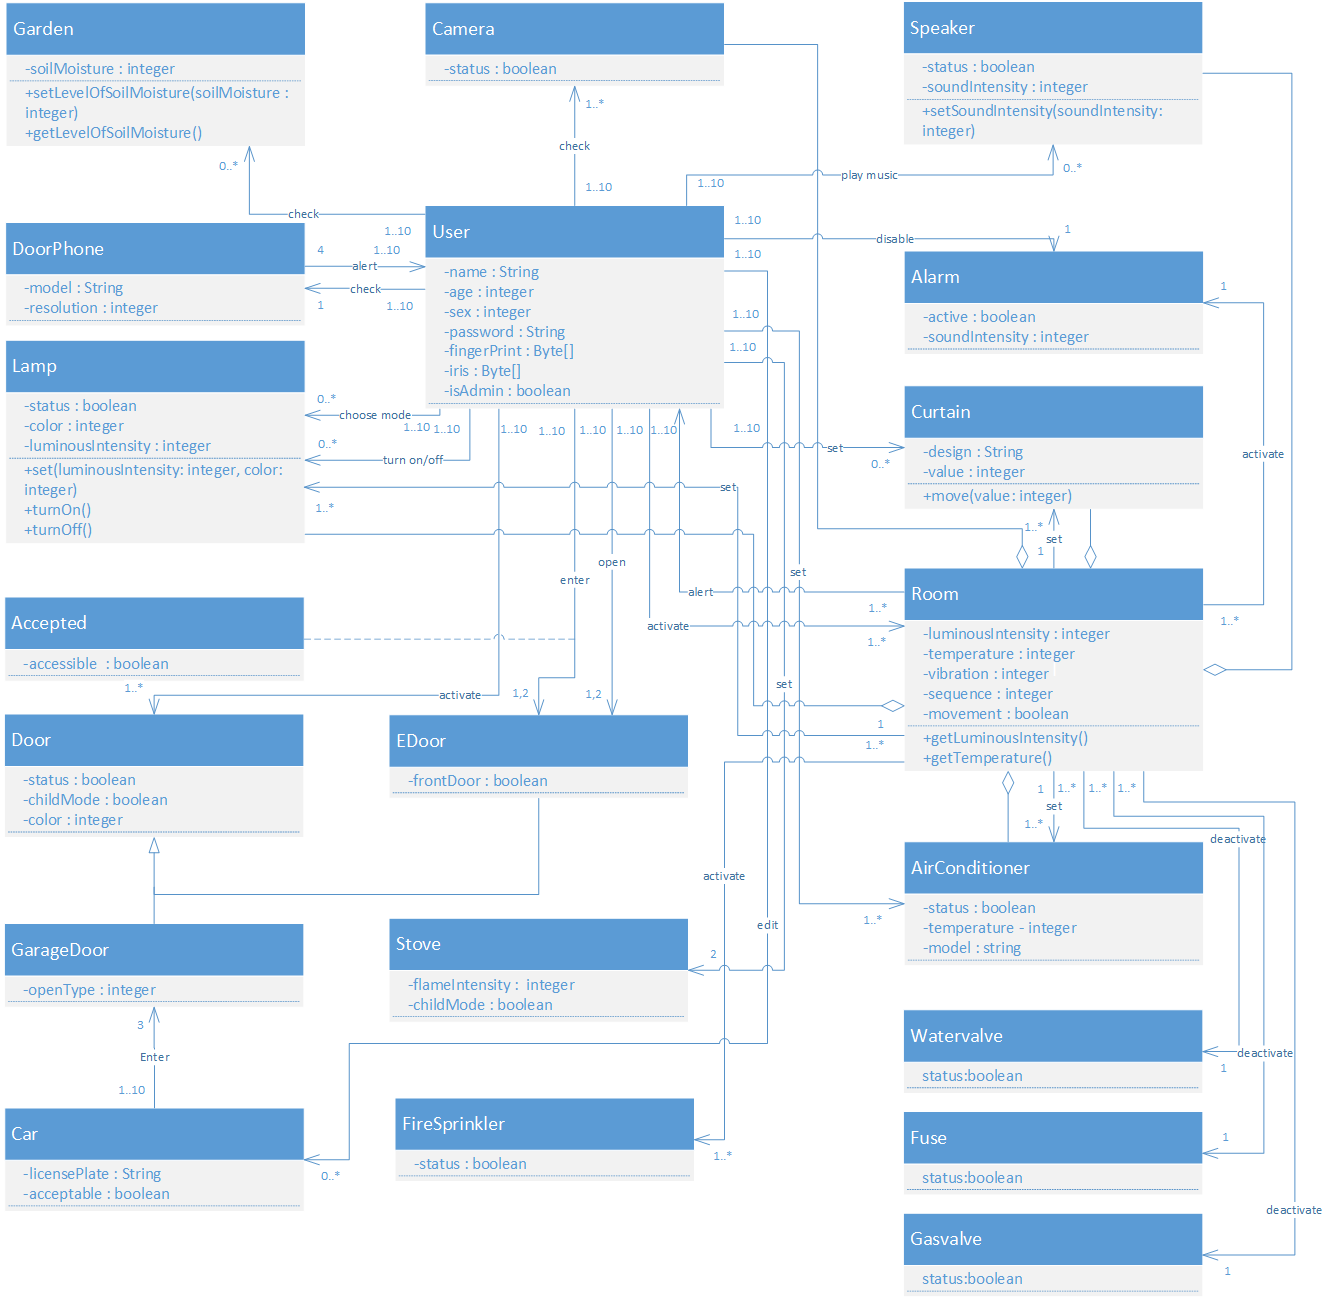 Garden
-soilMoisture : integer
+setLevelOfSoilMoisture(soilMoisture :
integer)
+getLevelOfSoilMoisture()
0..*
check
1..10
Camera
-status : boolean
1..*
check
1..10
Speaker
-status : boolean
-soundIntensity : integer
+setSoundIntensity(soundIntensity:
integer)
0..*
play music
1..10
DoorPhone
-model : String
-resolution : integer
4
alert
1..10
check
1
1..10
User
-name : String
-age : integer
-sex : integer
-password : String
-fingerPrint : Byte[]
-iris : Byte[]
-isAdmin : boolean
1..10
disable
1
1..10
1..10
1..10
Alarm
-active : boolean
-soundIntensity : integer
1
activate
1..*
Lamp
-status : boolean
-color : integer
-luminousIntensity : integer
+set(luminousIntensity: integer, color:
integer)
+turnOn()
+turnOff()
0..*
choose mode
0..*
turn on/off
1..*
set
1..10
1..10
1..10
1..10
1..10
1..10
1..10
1..10
set
0..*
Curtain
-design : String
-value : integer
+move(value: integer)
1..*
set
1
enter
open
set
alert
1..*
activate
1..*
Accepted
-accessible : boolean
1..*
activate
1,2
1,2
set
Room
-luminousIntensity : integer
-temperature : integer
-vibration : integer
-sequence : integer
-movement : boolean
+getLuminousIntensity()
+getTemperature()
1
1..*
Door
-status : boolean
-childMode : boolean
-color : integer
EDoor
-frontDoor : boolean
1
1..*
1..*
1..*
set
1..*
deactivate
activate
AirConditioner
-status : boolean
-temperature - integer
-model : string
1..*
edit
GarageDoor
-openType : integer
3
Enter
1..10
Stove
-flameIntensity : integer
-childMode : boolean
2
Watervalve
status:boolean
deactivate
1
Car
-licensePlate : String
-acceptable : boolean
0..*
FireSprinkler
-status : boolean
1..*
Fuse
status:boolean
1
deactivate
Gasvalve
status:boolean
1